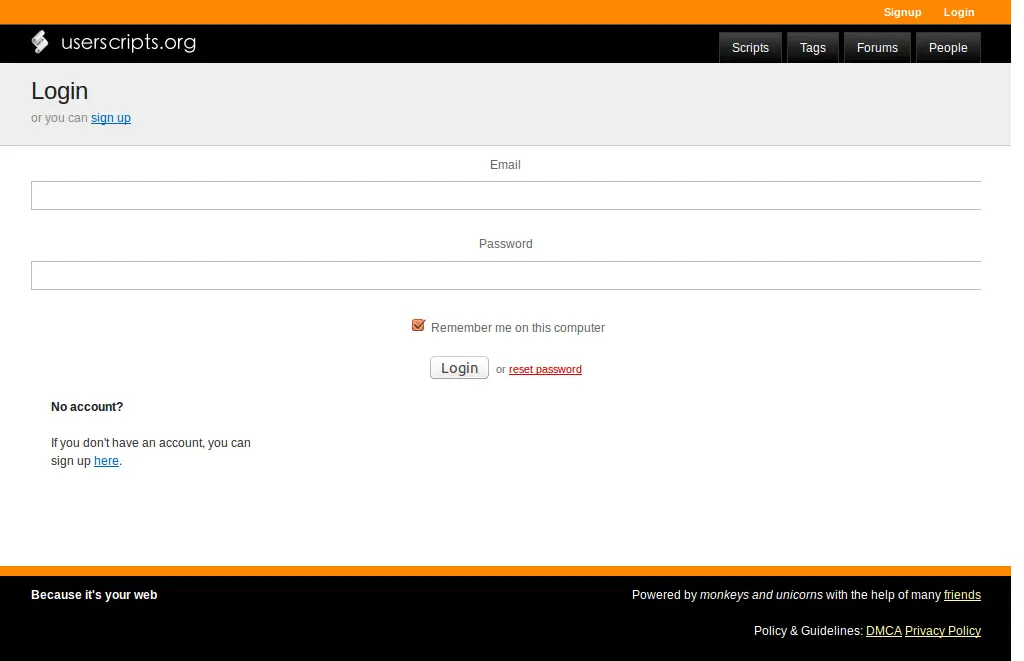 Signup Login
userscripts.org
Scripts Tags Forums People
Login
or you can sign up
Email
Password
Remember me on this computer
Login or reset password
No account?
If you don't have an account, you can
sign up here.
Because it's your web
Powered by monkeys and unicorns with the help of many friends
Policy & Guidelines: DMCA Privacy Policy